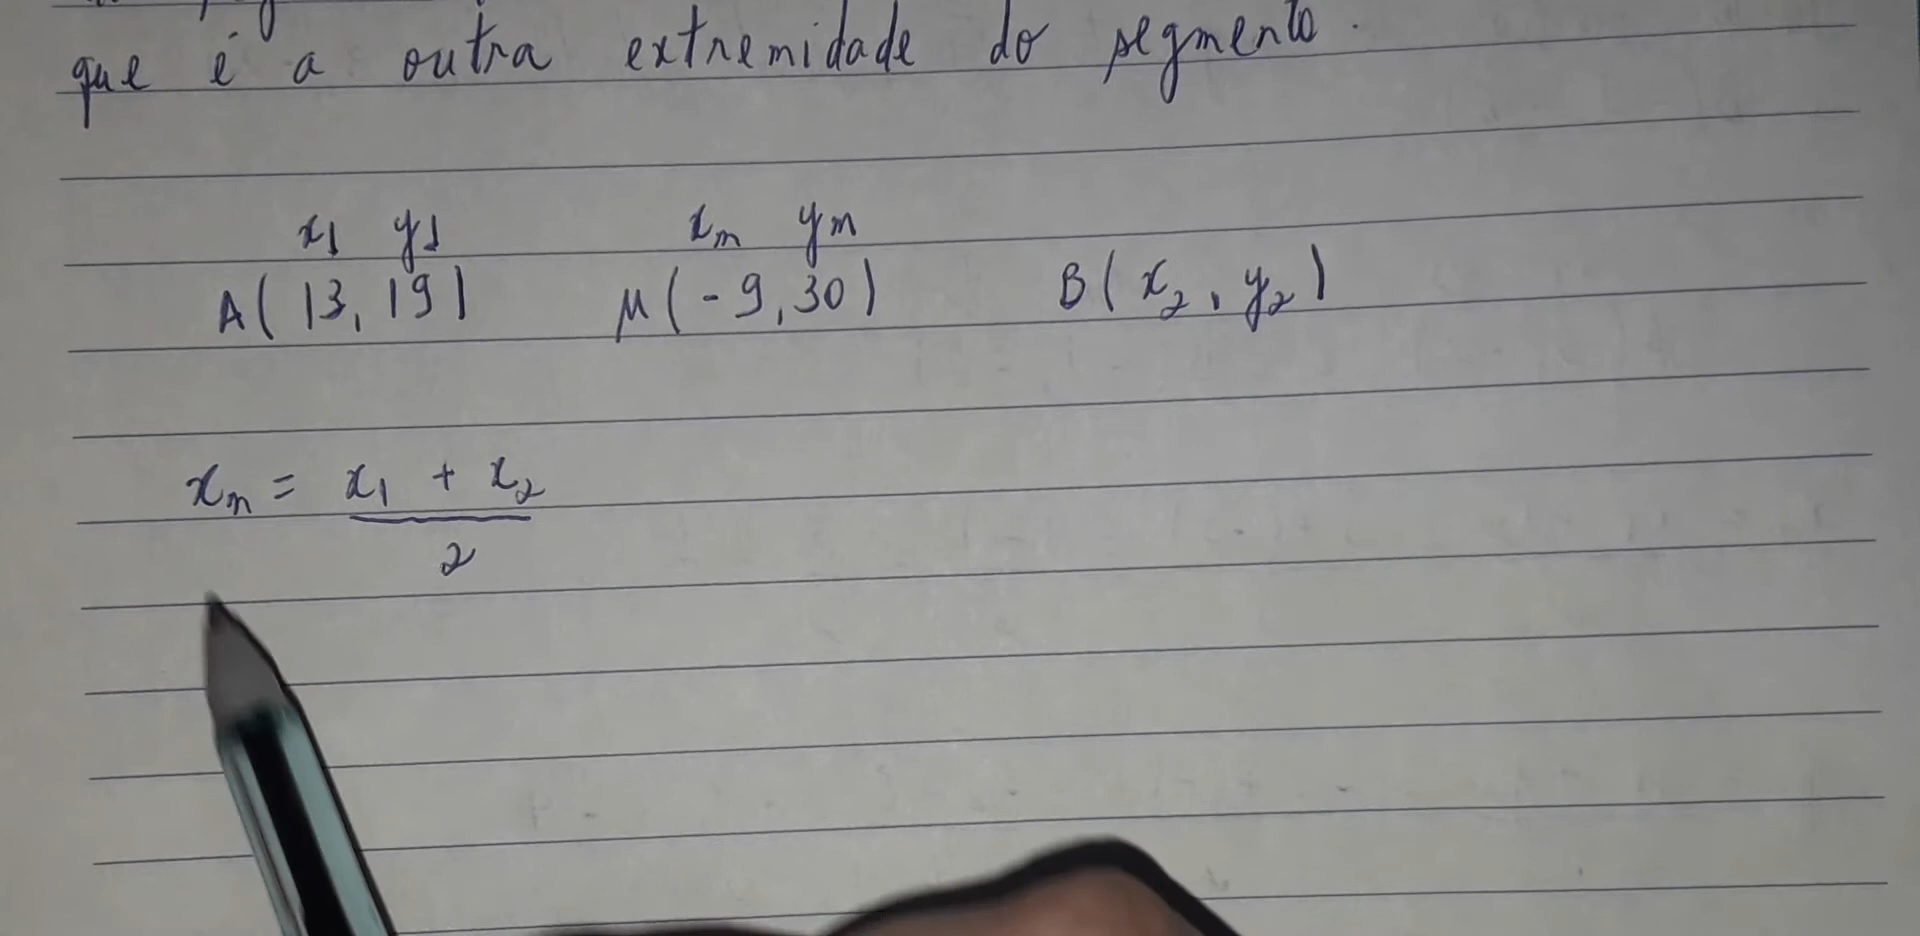 que é a outra extremidade do segmento.
x₁ y₁ xₘ yₘ
A(13,19) M(-9,30) B(x₂, y₂)
xₘ = x₁ + x₂
2